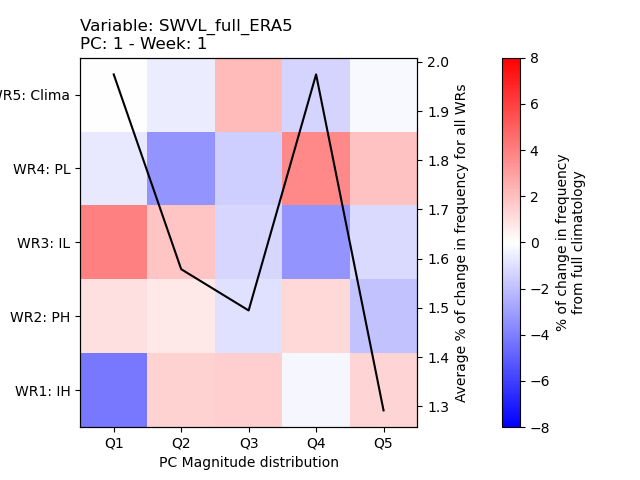 Variable: SWVL_full_ERA5
PC: 1 - Week: 1
WR5: Clima
WR4: PL
WR3: IL
WR2: PH
WR1: IH
Q1 Q2 Q3 Q4 Q5
PC Magnitude distribution
2.0
1.9
1.8
1.7
1.6
1.5
1.4
1.3
Average % of change in frequency for all WRs
8
6
4
2
0
−2
−4
−6
−8
% of change in frequency
from full climatology